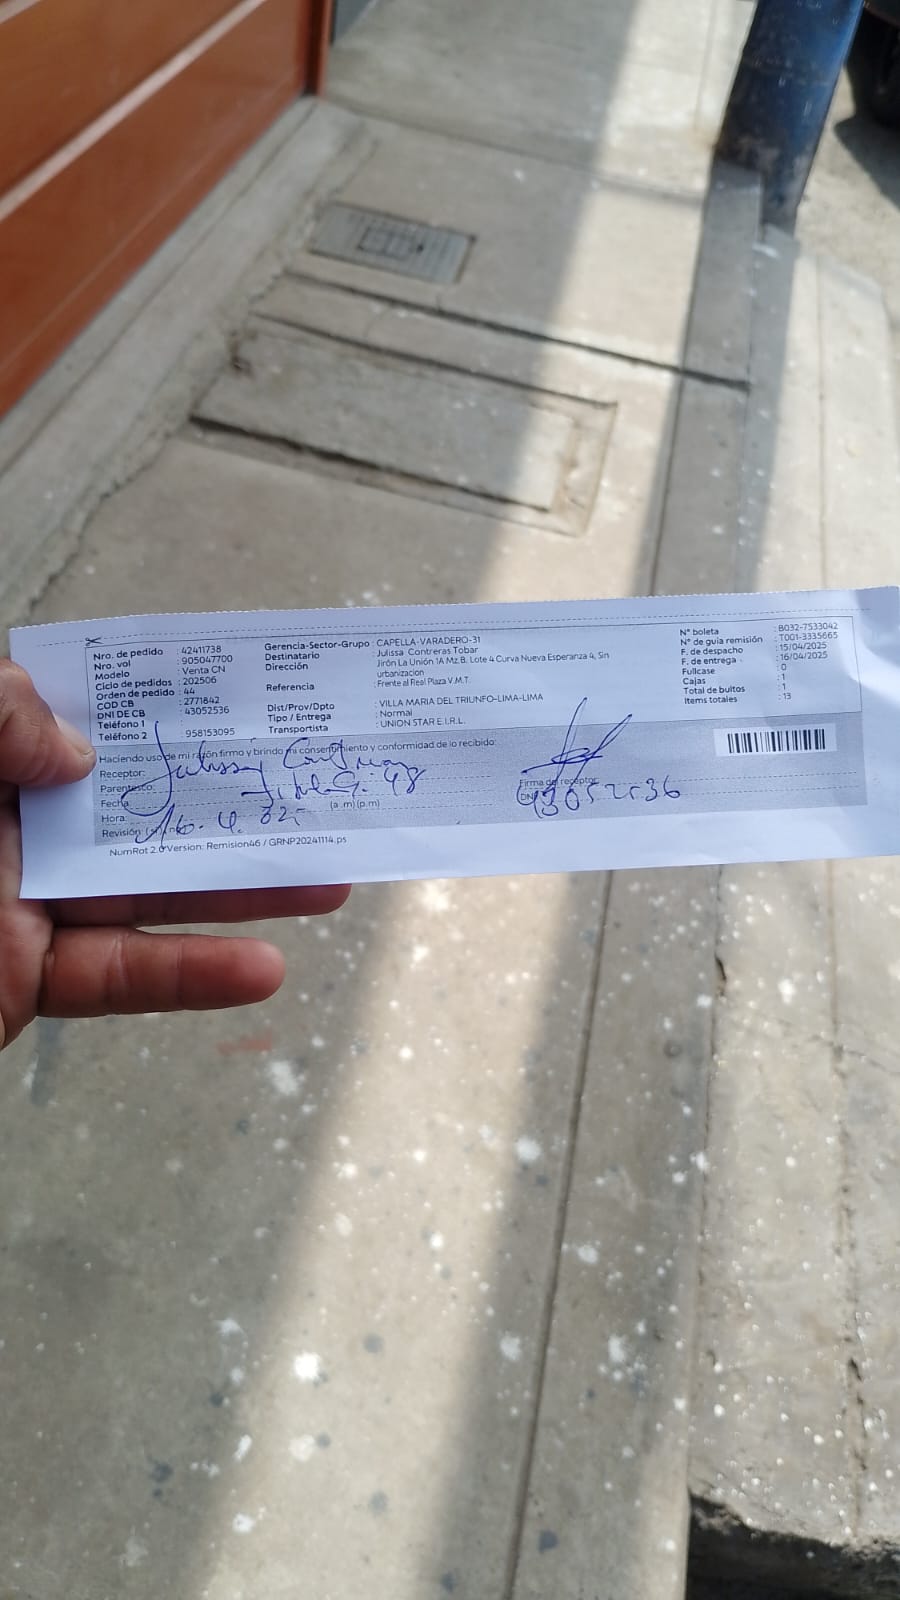 Nro. de pedido : 42411738
Nro. vol : 905047700
Modelo : Venta CN
Ciclo de pedidos : 202506
Orden de pedido : 44
COD CB : 2771842
DNI DE CB : 43052536
Teléfono 1 :
Teléfono 2 : 958153095
Gerencia-Sector-Grupo : CAPELLA-VARADERO-31
Destinatario : Julissa Contreras Tobar
Dirección : Jirón La Unión 1A Mz.B. Lote 4 Curva Nueva Esperanza 4, Sin
urbanizacion
Referencia : Frente al Real Plaza V.M.T.
Dist/Prov/Dpto : VILLA MARIA DEL TRIUNFO-LIMA-LIMA
Tipo / Entrega : Normal
Transportista : UNION STAR E.I.R.L.
N° boleta : B032-7533042
N° de guía remisión : T001-3335665
F. de despacho : 15/04/2025
F. de entrega : 16/04/2025
Fullcase : 0
Cajas : 1
Total de bultos : 1
Items totales : 13
Haciendo uso de mi razón firmo y brindo mi consentimiento y conformidad de lo recibido:
Receptor: Julissa
Parentesco:
Fecha:
Hora: (a.m) (p.m)
Revisión
Firma del receptor
DNI
NumRot 2.0 Version: Remision46 / GRNP20241114.ps